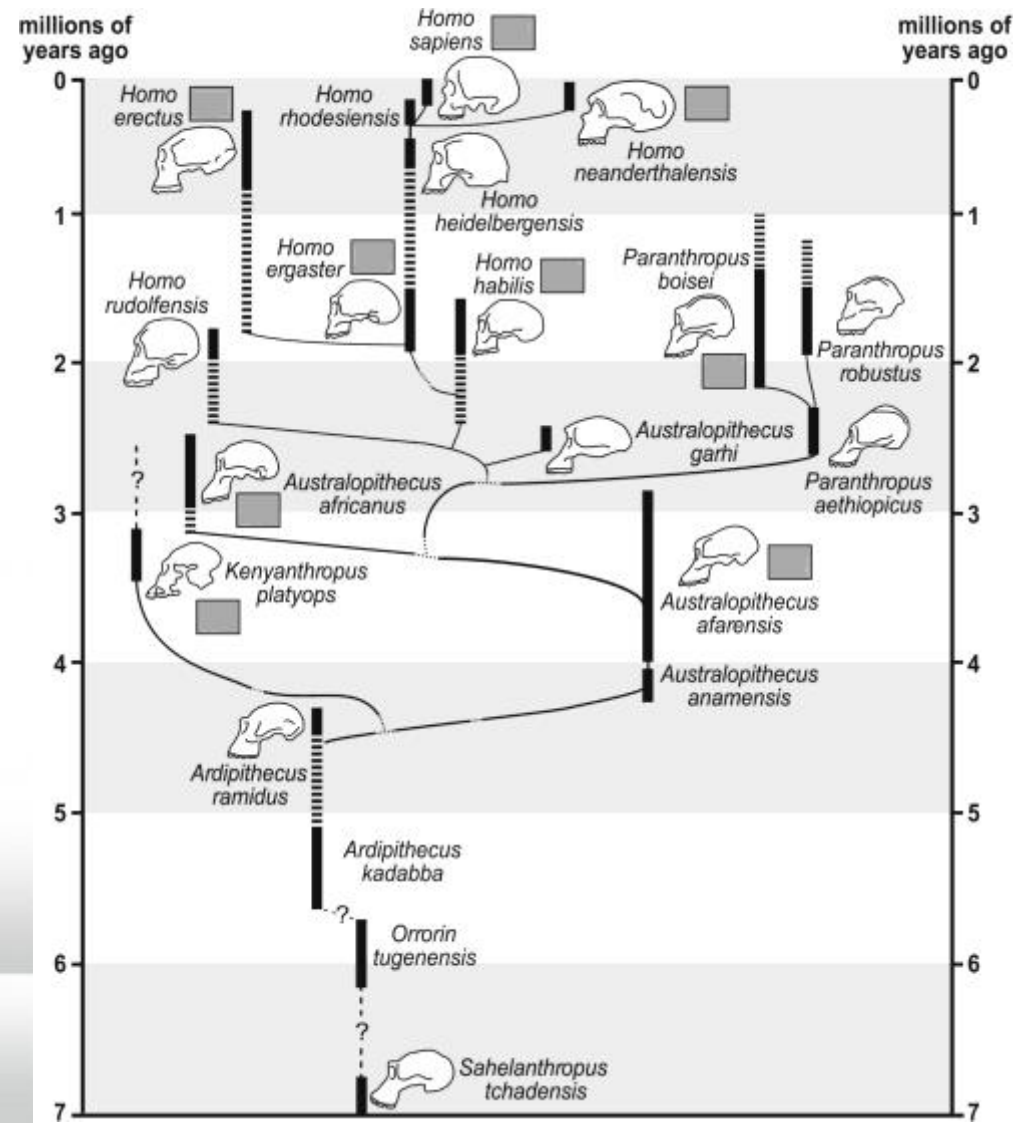 millions of
years ago
millions of
years ago
Homo
sapiens
0
0
Homo
erectus
Homo
rhodesiensis
Homo
neanderthalensis
Homo
heidelbergensis
1
1
Homo
ergaster
Homo
habilis
Paranthropus
boisei
Homo
rudolfensis
Paranthropus
robustus
2
2
Australopithecus
garhi
?
Australopithecus
africanus
Paranthropus
aethiopicus
3
3
Kenyanthropus
platyops
Australopithecus
afarensis
4
4
Australopithecus
anamensis
Ardipithecus
ramidus
5
5
Ardipithecus
kadabba
?
Orrorin
tugenensis
6
6
?
Sahelanthropus
tchadensis
7
7